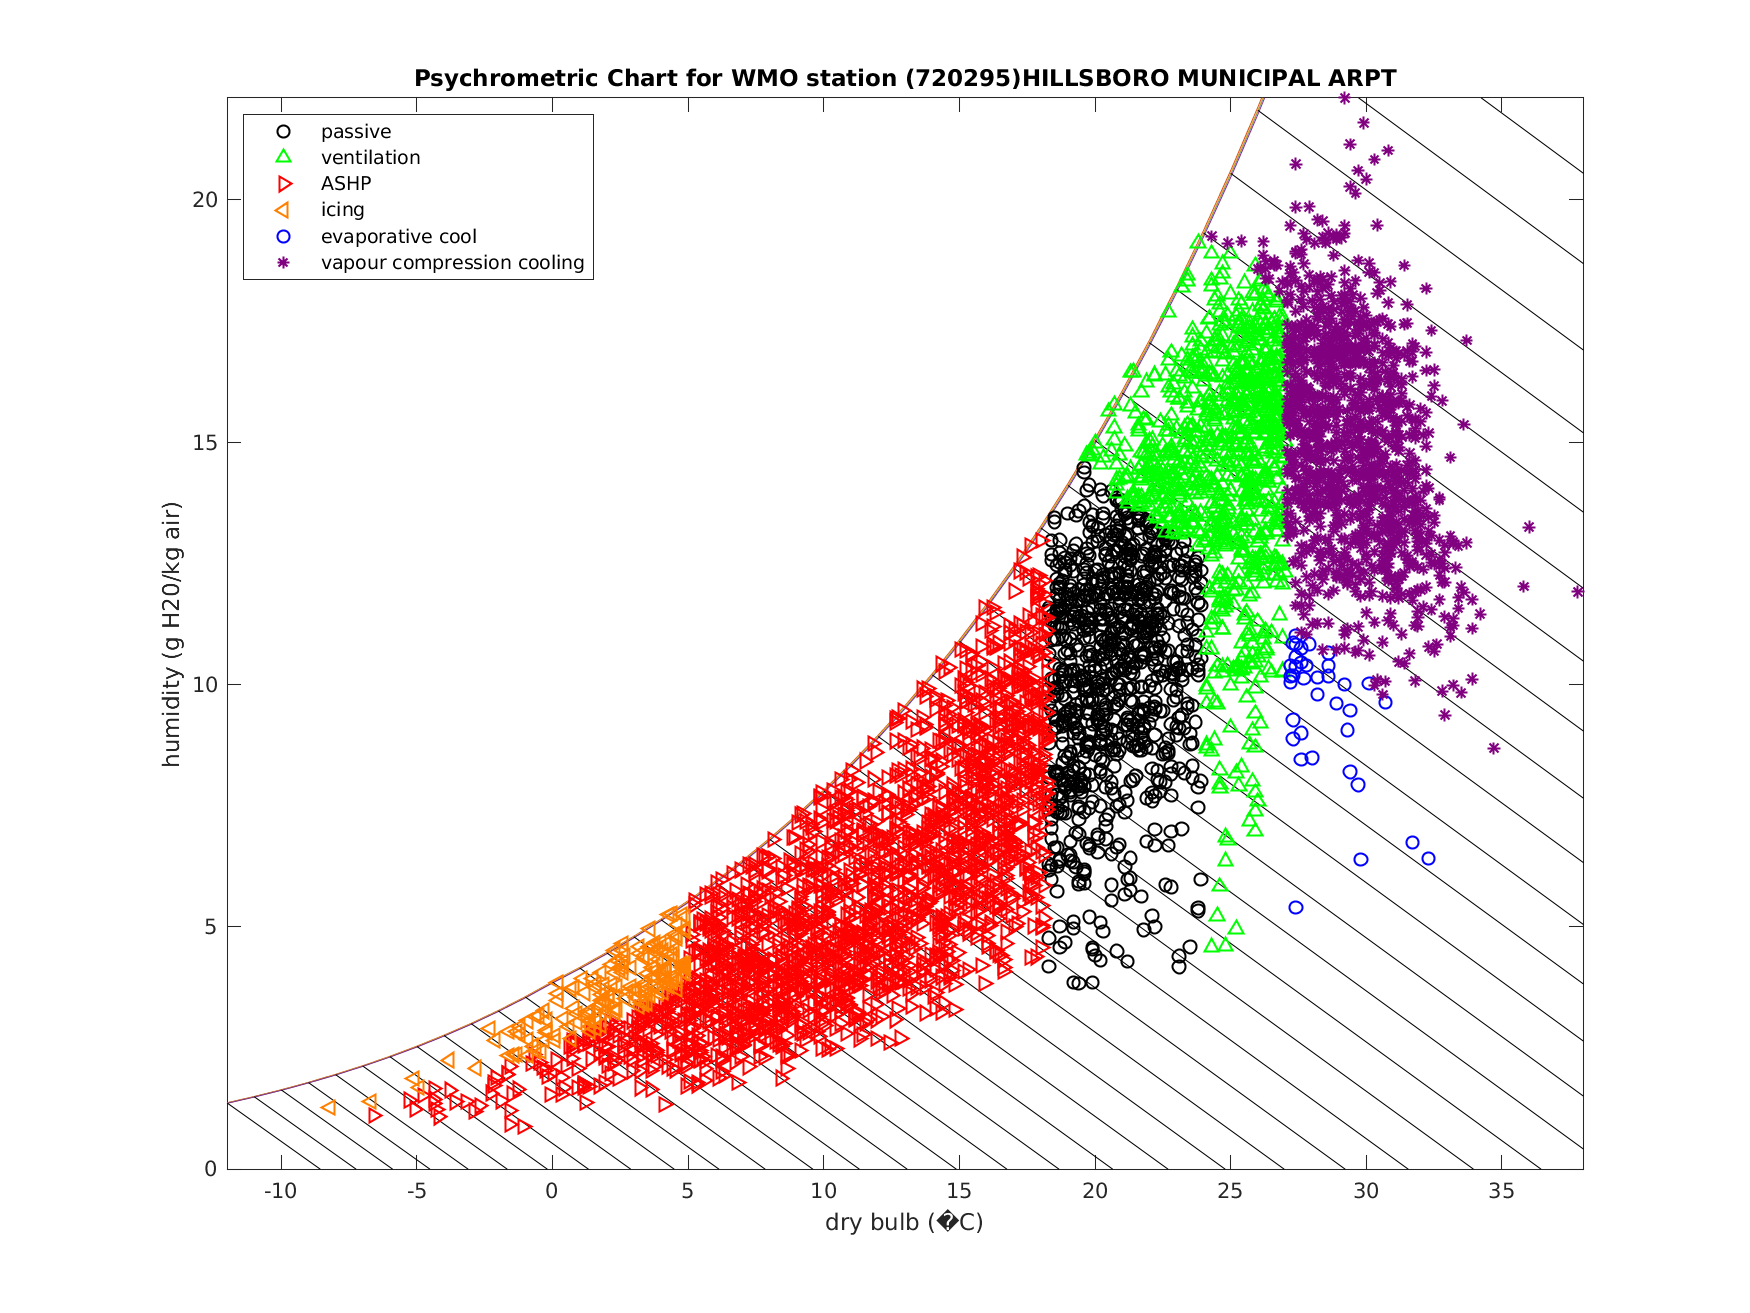 Psychrometric Chart for WMO station (720295)HILLSBORO MUNICIPAL ARPT
passive
ventilation
ASHP
icing
evaporative cool
vapour compression cooling
humidity (g H20/kg air)
20
15
10
5
0
-10 -5 0 5 10 15 20 25 30 35
dry bulb (�C)